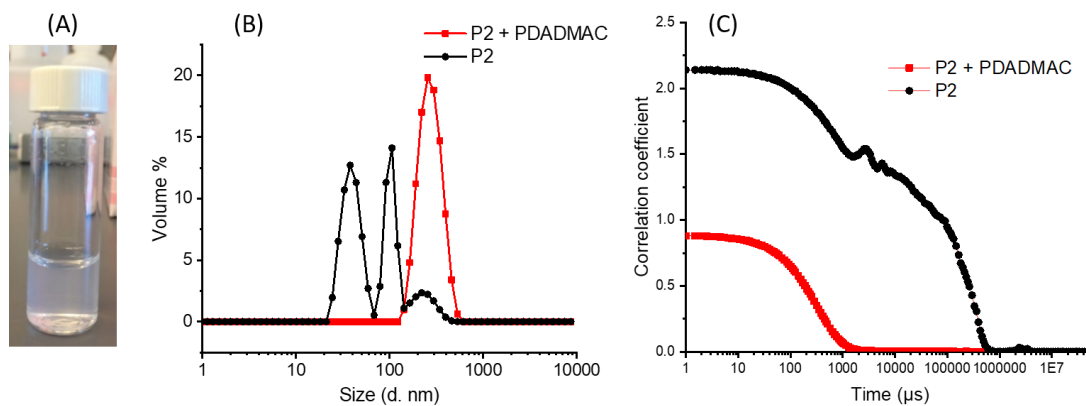 (A)
(B)
P2 + PDADMAC
P2
Volume %
20
15
10
5
0
1
10
100
1000
10000
Size (d. nm)
(C)
P2 + PDADMAC
P2
Correlation coefficient
2.5
2.0
1.5
1.0
0.5
0.0
1
10
100
1000
10000
100000
1000000
1E7
Time (µs)